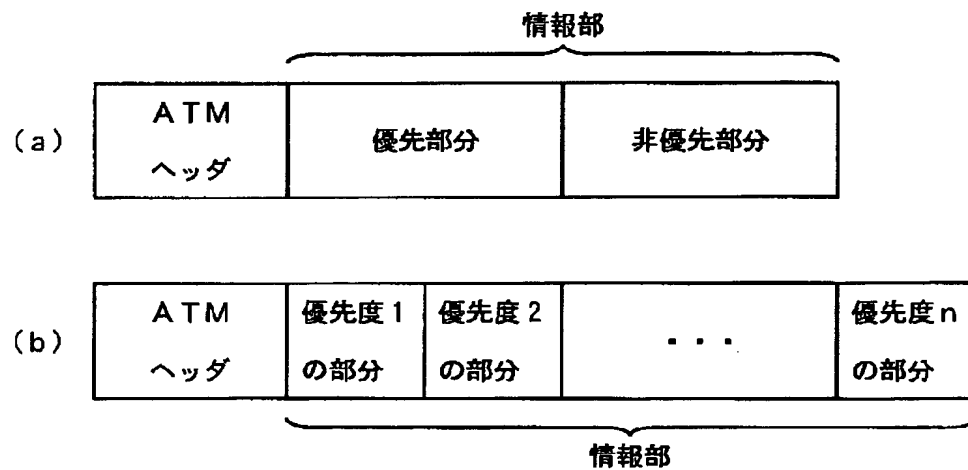 情報部
(a)
ATM
ヘッダ
優先部分
非優先部分
(b)
ATM
ヘッダ
優先度1
の部分
優先度2
の部分
・・・
優先度n
の部分
情報部